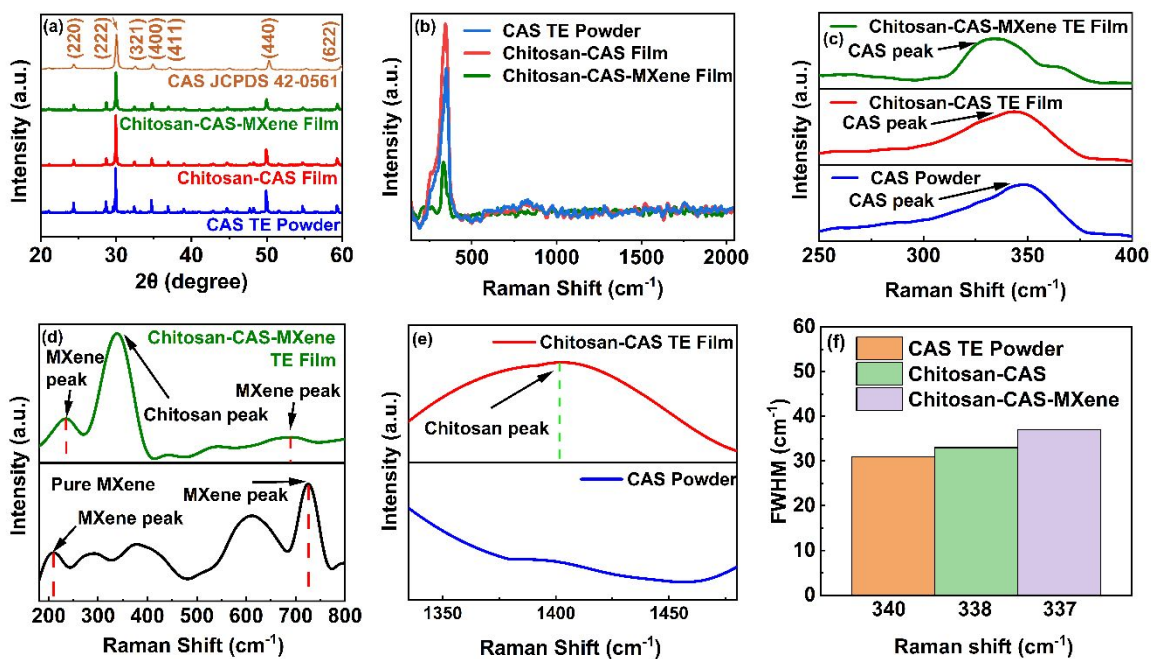 (a)
(220)
(222)
(321)
(400)
(411)
(440)
(622)
CAS JCPDS 42-0561
Chitosan-CAS-MXene Film
Chitosan-CAS Film
CAS TE Powder
Intensity (a.u.)
20 30 40 50 60
2θ (degree)
(b)
CAS TE Powder
Chitosan-CAS Film
Chitosan-CAS-MXene Film
Intensity (a.u.)
500 1000 1500 2000
Raman Shift (cm⁻¹)
(c)
Chitosan-CAS-MXene TE Film
CAS peak
Chitosan-CAS TE Film
CAS peak
CAS Powder
CAS peak
Intensity (a.u.)
250 300 350 400
Raman Shift (cm⁻¹)
(d)
Chitosan-CAS-MXene
TE Film
MXene
peak
MXene peak
Chitosan peak
Pure MXene
MXene peak
MXene peak
Intensity (a.u.)
200 300 400 500 600 700 800
Raman Shift (cm⁻¹)
(e)
Chitosan-CAS TE Film
Chitosan peak
CAS Powder
Intensity (a.u.)
1350 1400 1450
Raman Shift (cm⁻¹)
(f)
CAS TE Powder
Chitosan-CAS
Chitosan-CAS-MXene
FWHM (cm⁻¹)
60
50
40
30
20
10
0
340 338 337
Raman shift (cm⁻¹)